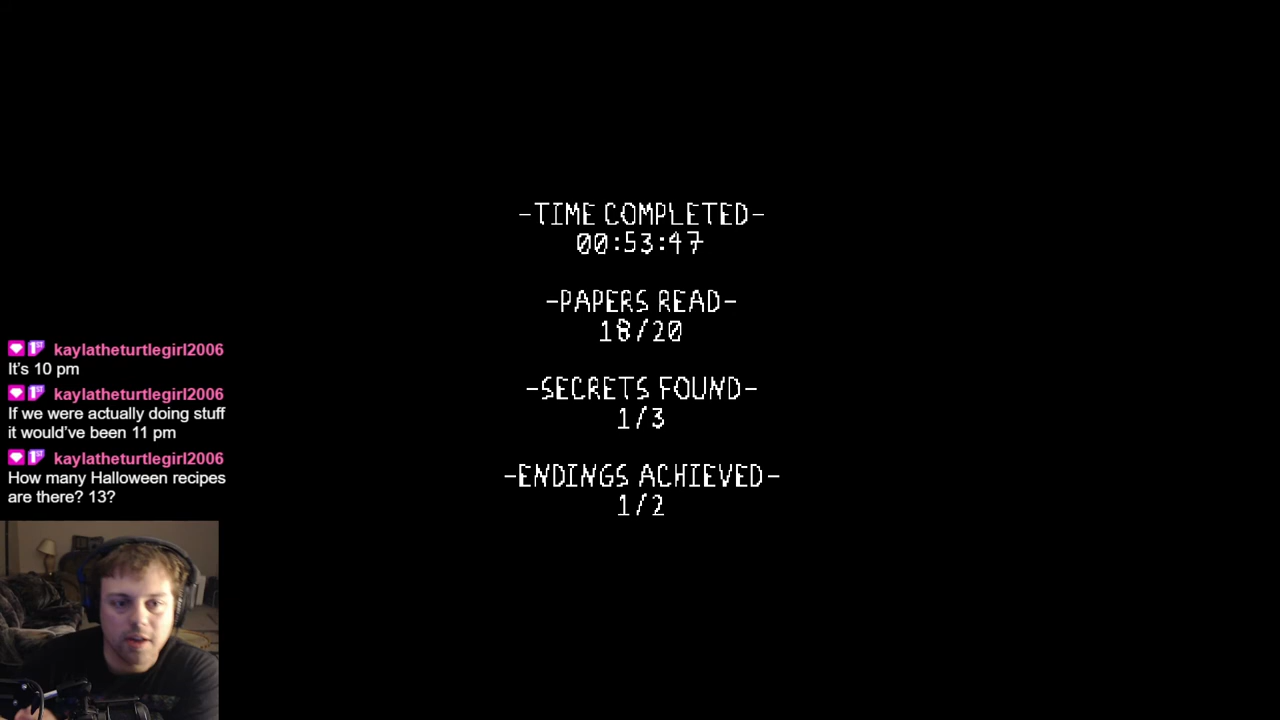 -TIME COMPLETED-
00:53:47
-PAPERS READ-
18/20
-SECRETS FOUND-
1/3
-ENDINGS ACHIEVED-
1/2
kaylatheturtlegirl2006
It's 10 pm
kaylatheturtlegirl2006
If we were actually doing stuff
it would've been 11 pm
kaylatheturtlegirl2006
How many Halloween recipes
are there? 13?